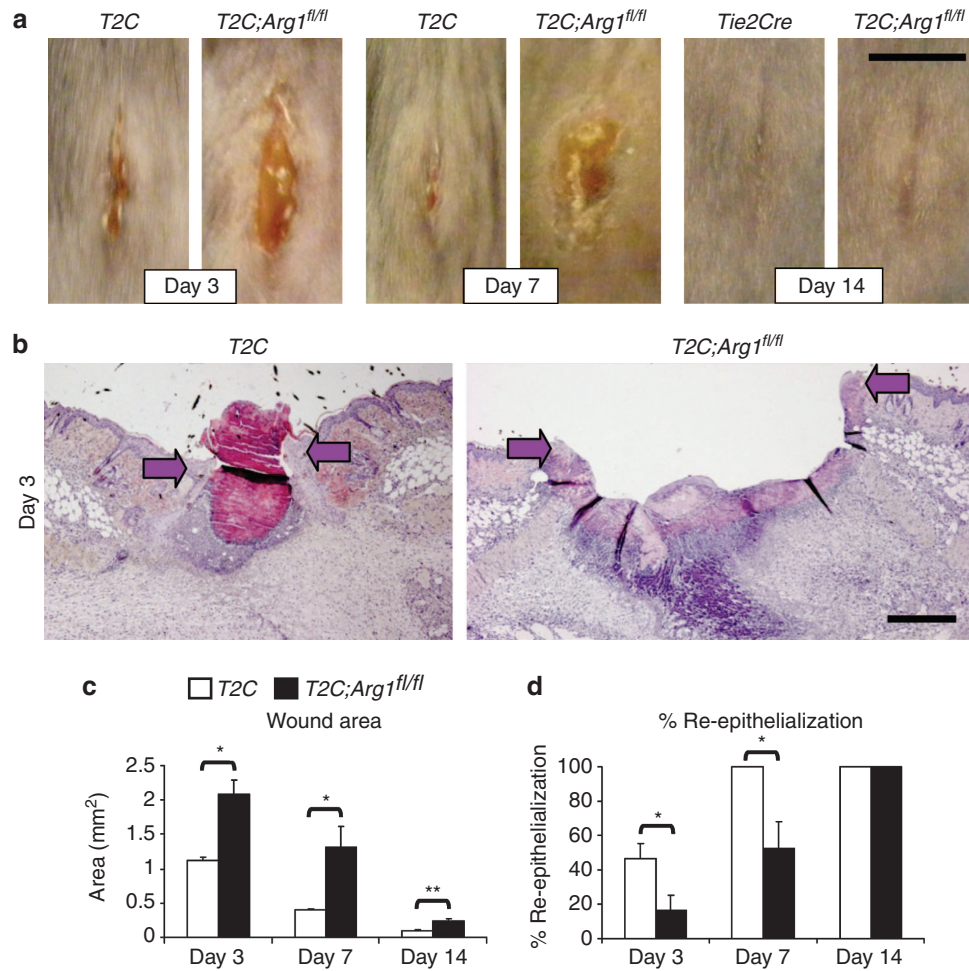 a
T2C T2C;Arg1fl/fl T2C T2C;Arg1fl/fl Tie2Cre T2C;Arg1fl/fl
Day 3 Day 7 Day 14
b
T2C T2C;Arg1fl/fl
Day 3
c
T2C T2C;Arg1fl/fl
Wound area
Area (mm²)
2.5
2
1.5
1
0.5
0
* * **
Day 3 Day 7 Day 14
d
% Re-epithelialization
% Re-epithelialization
100
80
60
40
20
0
* *
Day 3 Day 7 Day 14